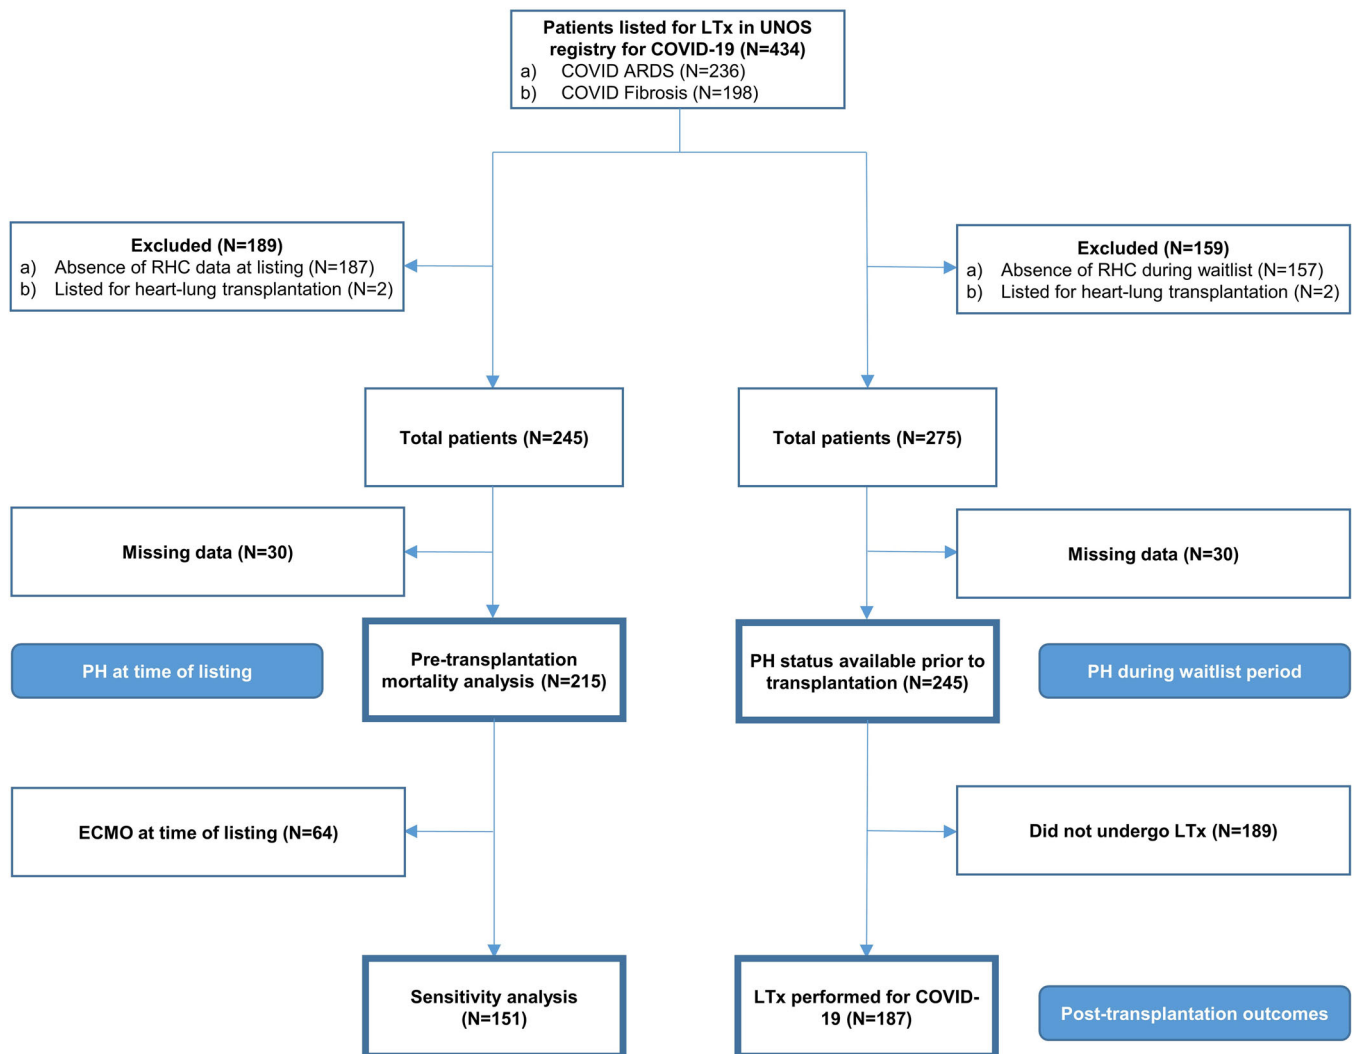 Patients listed for LTx in UNOS
registry for COVID-19 (N=434)
a) COVID ARDS (N=236)
b) COVID Fibrosis (N=198)
Excluded (N=189)
a) Absence of RHC data at listing (N=187)
b) Listed for heart-lung transplantation (N=2)
Excluded (N=159)
a) Absence of RHC during waitlist (N=157)
b) Listed for heart-lung transplantation (N=2)
Total patients (N=245)
Total patients (N=275)
Missing data (N=30)
Missing data (N=30)
PH at time of listing
Pre-transplantation
mortality analysis (N=215)
PH status available prior to
transplantation (N=245)
PH during waitlist period
ECMO at time of listing (N=64)
Did not undergo LTx (N=189)
Sensitivity analysis
(N=151)
LTx performed for COVID-
19 (N=187)
Post-transplantation outcomes